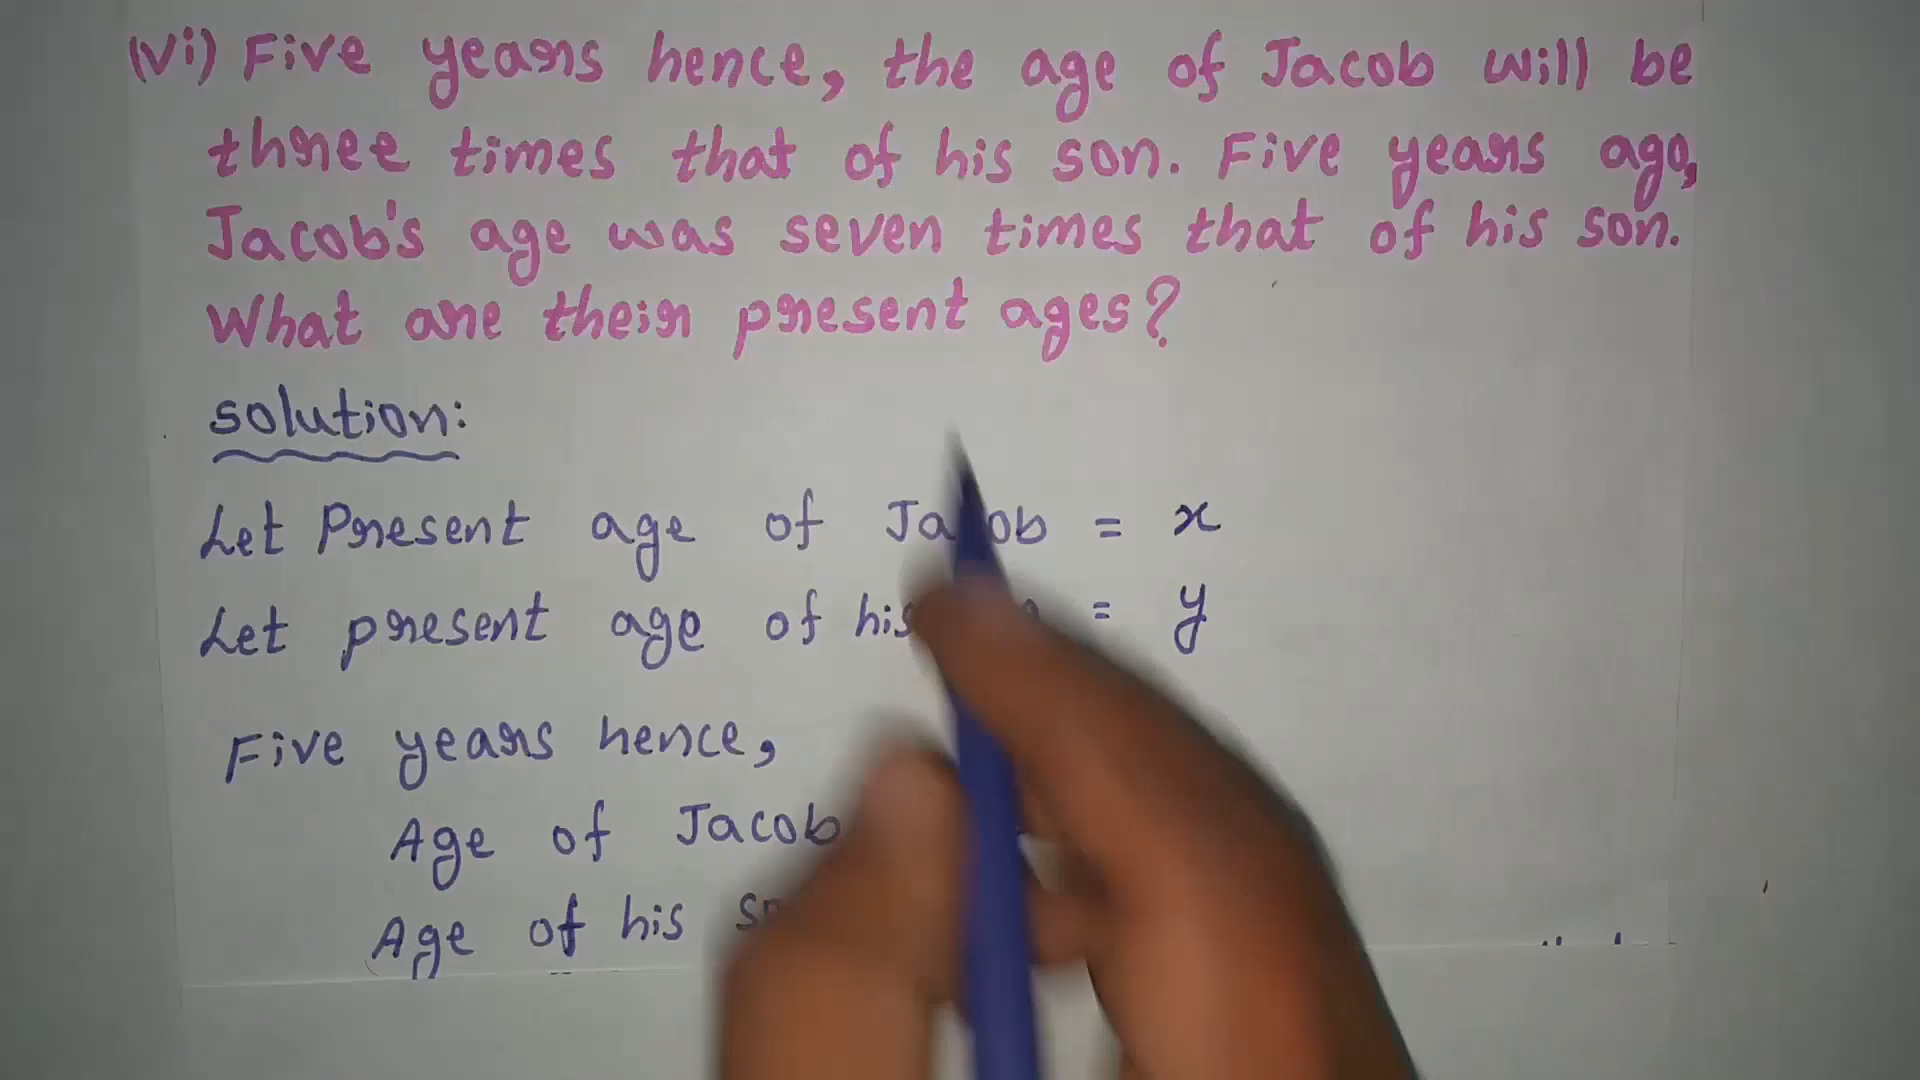 (vi) Five years hence, the age of Jacob will be
three times that of his son. Five years ago,
Jacob's age was seven times that of his son.
What are their present ages?
Solution:
Let Present age of Jacob = x
Let present age of his = y
Five years hence,
Age of Jacob
Age of his